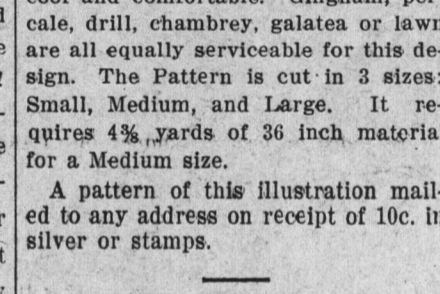 cool and comfortable. Gingham, per-
cale, drill, chambrey, galatea or lawn
are all equally serviceable for this de-
sign. The Pattern is cut in 3 sizes:
Small, Medium, and Large. It re-
quires 4⅜ yards of 36 inch materia
for a Medium size.
A pattern of this illustration mail-
ed to any address on receipt of 10c. in
silver or stamps.